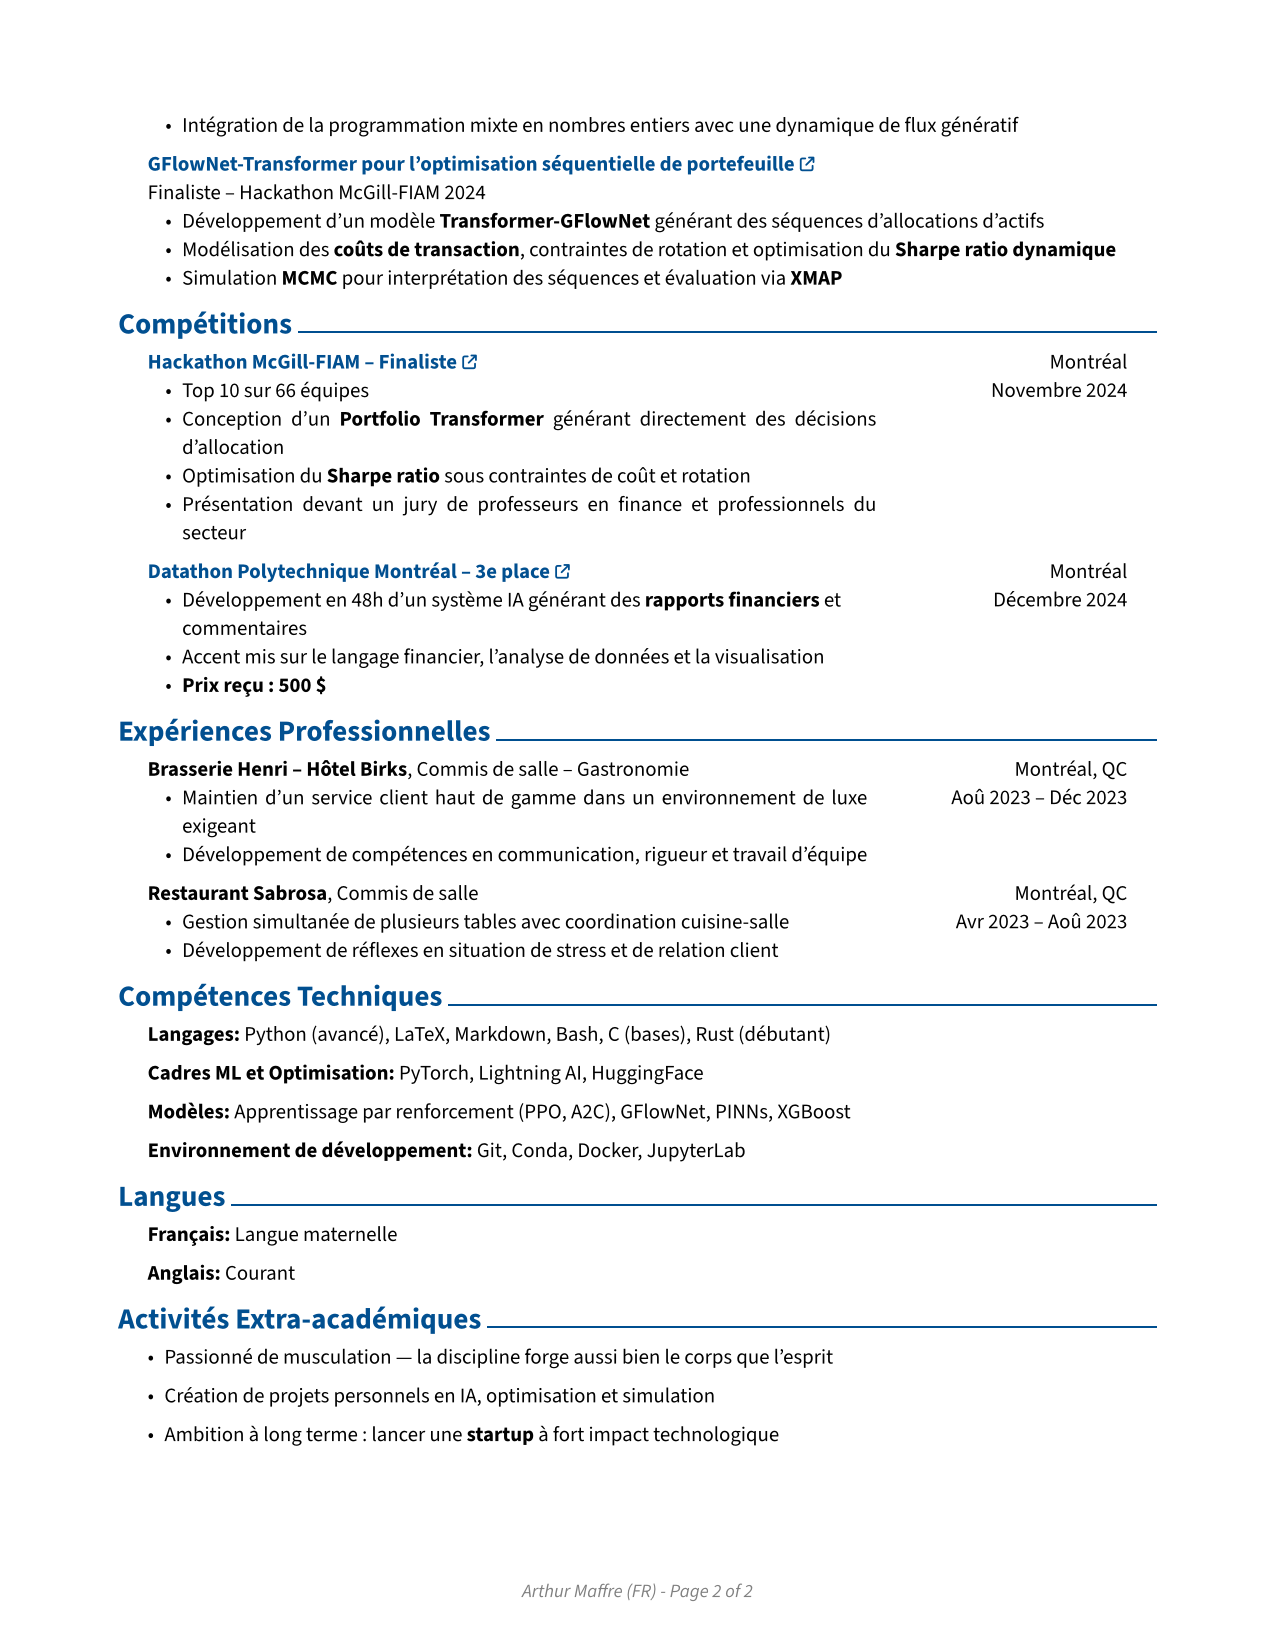 • Intégration de la programmation mixte en nombres entiers avec une dynamique de flux génératif
GFlowNet-Transformer pour l’optimisation séquentielle de portefeuille
Finaliste – Hackathon McGill-FIAM 2024
• Développement d’un modèle Transformer-GFlowNet générant des séquences d’allocations d’actifs
• Modélisation des coûts de transaction, contraintes de rotation et optimisation du Sharpe ratio dynamique
• Simulation MCMC pour interprétation des séquences et évaluation via XMAP
Compétitions
Hackathon McGill-FIAM – Finaliste Montréal
• Top 10 sur 66 équipes Novembre 2024
• Conception d’un Portfolio Transformer générant directement des décisions
d’allocation
• Optimisation du Sharpe ratio sous contraintes de coût et rotation
• Présentation devant un jury de professeurs en finance et professionnels du
secteur
Datathon Polytechnique Montréal – 3e place Montréal
• Développement en 48h d’un système IA générant des rapports financiers et Décembre 2024
commentaires
• Accent mis sur le langage financier, l’analyse de données et la visualisation
• Prix reçu : 500 $
Expériences Professionnelles
Brasserie Henri – Hôtel Birks, Commis de salle – Gastronomie Montréal, QC
• Maintien d’un service client haut de gamme dans un environnement de luxe Aoû 2023 – Déc 2023
exigeant
• Développement de compétences en communication, rigueur et travail d’équipe
Restaurant Sabrosa, Commis de salle Montréal, QC
• Gestion simultanée de plusieurs tables avec coordination cuisine-salle Avr 2023 – Aoû 2023
• Développement de réflexes en situation de stress et de relation client
Compétences Techniques
Langages: Python (avancé), LaTeX, Markdown, Bash, C (bases), Rust (débutant)
Cadres ML et Optimisation: PyTorch, Lightning AI, HuggingFace
Modèles: Apprentissage par renforcement (PPO, A2C), GFlowNet, PINNs, XGBoost
Environnement de développement: Git, Conda, Docker, JupyterLab
Langues
Français: Langue maternelle
Anglais: Courant
Activités Extra-académiques
• Passionné de musculation — la discipline forge aussi bien le corps que l’esprit
• Création de projets personnels en IA, optimisation et simulation
• Ambition à long terme : lancer une startup à fort impact technologique
Arthur Maffre (FR) - Page 2 of 2